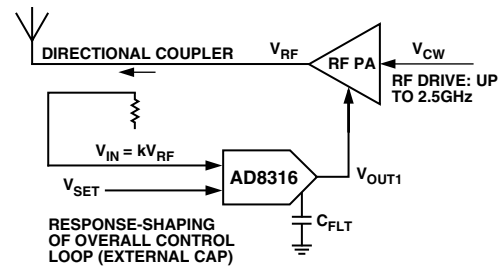 DIRECTIONAL COUPLER
VRF
RF PA
VCW
RF DRIVE: UP
TO 2.5GHz
VIN = kVRF
VSET
AD8316
VOUT1
CFLT
RESPONSE-SHAPING
OF OVERALL CONTROL
LOOP (EXTERNAL CAP)